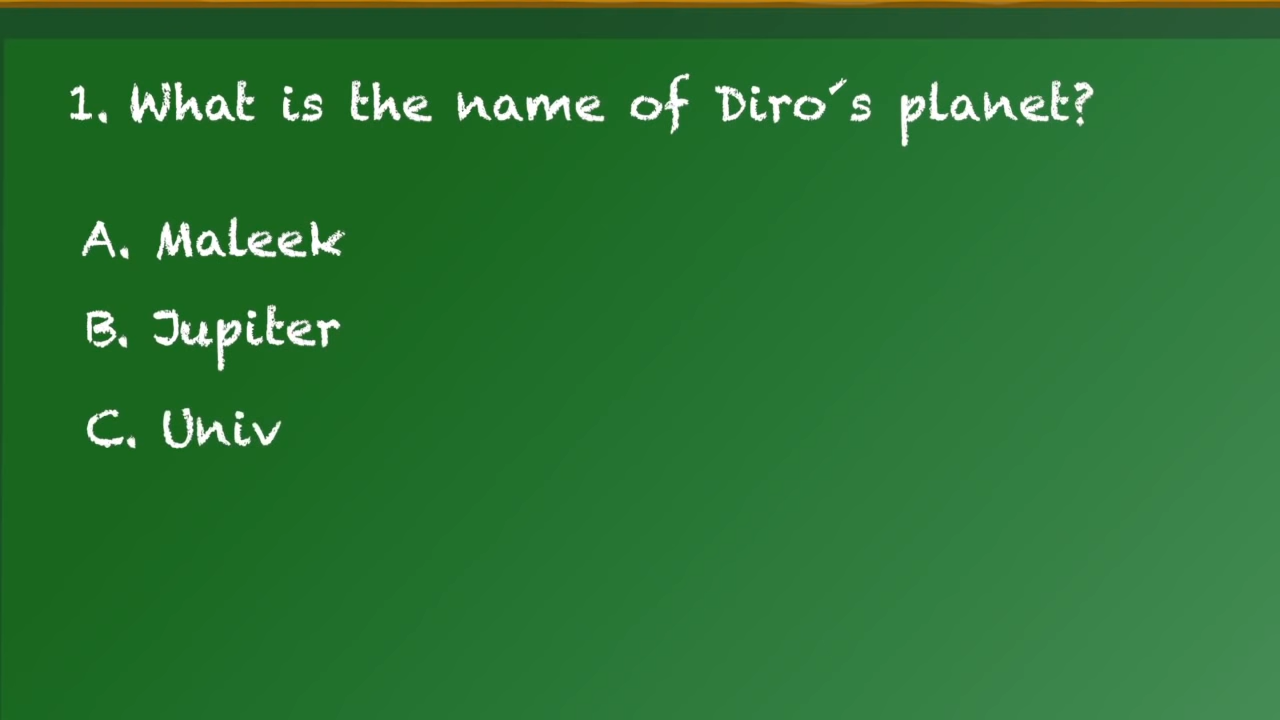 1. What is the name of Diro´s planet?
A. Maleek
B. Jupiter
C. Univ